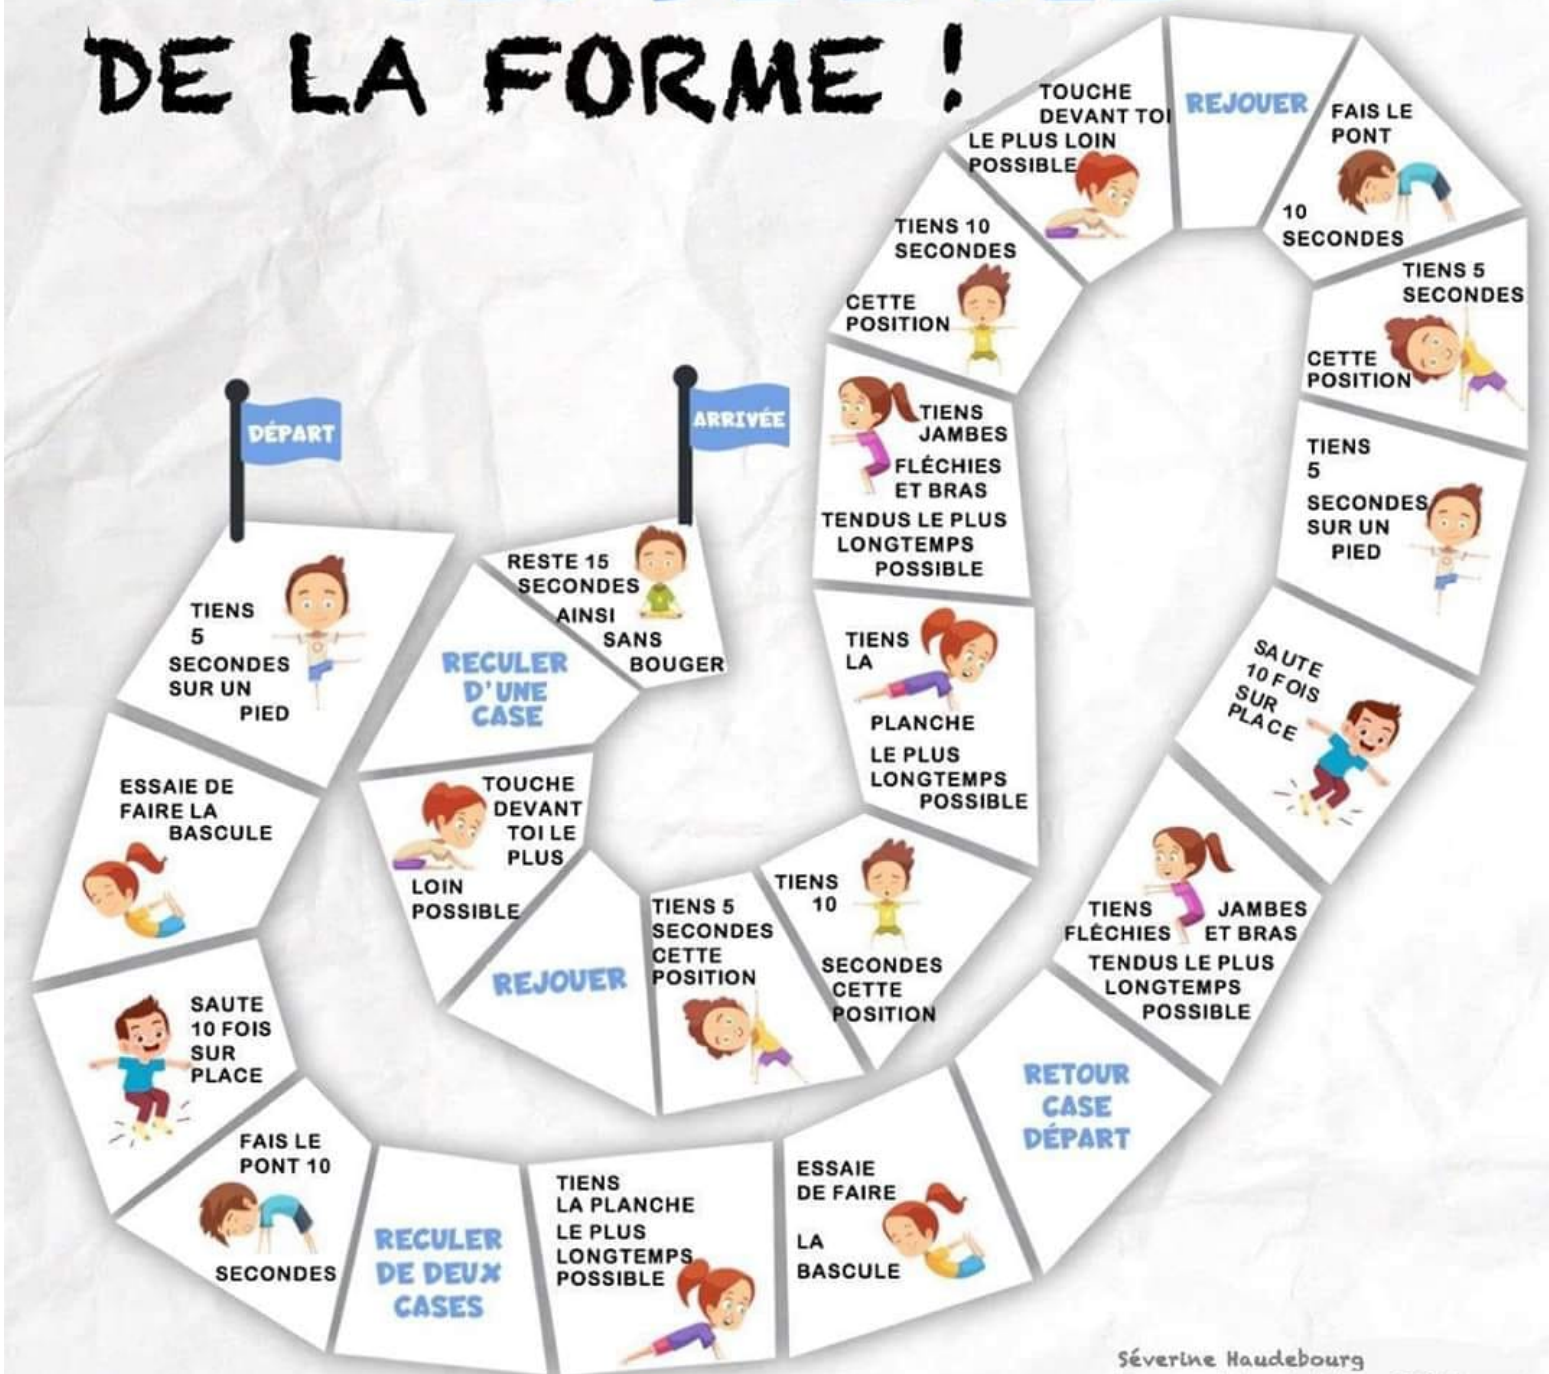 DE LA FORME !
DÉPART
TIENS
5
SECONDES
SUR UN
PIED
ESSAIE DE
FAIRE LA
BASCULE
SAUTE
10 FOIS
SUR
PLACE
FAIS LE
PONT 10
SECONDES
RECULER
DE DEUX
CASES
TIENS
LA PLANCHE
LE PLUS
LONGTEMPS
POSSIBLE
ESSAIE
DE FAIRE
LA
BASCULE
RETOUR
CASE
DÉPART
TIENS JAMBES
FLÉCHIES ET BRAS
TENDUS LE PLUS
LONGTEMPS
POSSIBLE
SAUTE
10 FOIS
SUR
PLACE
TIENS
5
SECONDES
SUR UN
PIED
TIENS 5
SECONDES
CETTE
POSITION
FAIS LE
PONT
10
SECONDES
REJOUER
TOUCHE
DEVANT TOI
LE PLUS LOIN
POSSIBLE
TIENS 10
SECONDES
CETTE
POSITION
TIENS
JAMBES
FLÉCHIES
ET BRAS
TENDUS LE PLUS
LONGTEMPS
POSSIBLE
TIENS
LA
PLANCHE
LE PLUS
LONGTEMPS
POSSIBLE
TIENS
10
SECONDES
CETTE
POSITION
TIENS 5
SECONDES
CETTE
POSITION
REJOUER
TOUCHE
DEVANT
TOI LE
PLUS
LOIN
POSSIBLE
RECULER
D'UNE
CASE
RESTE 15
SECONDES
AINSI
SANS
BOUGER
ARRIVÉE
Séverine Haudebourg